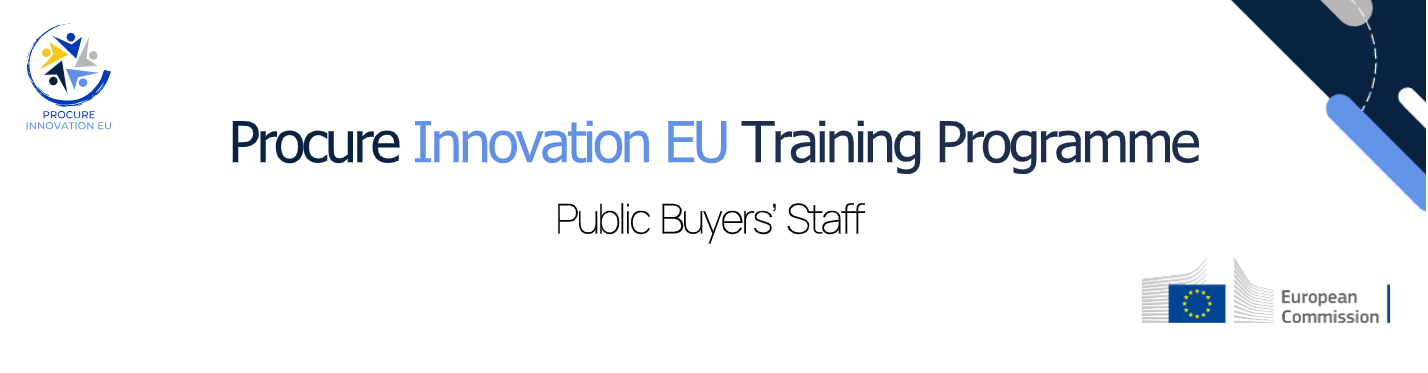 PROCURE
INNOVATION EU
Procure Innovation EU Training Programme
Public Buyers’ Staff
European
Commission